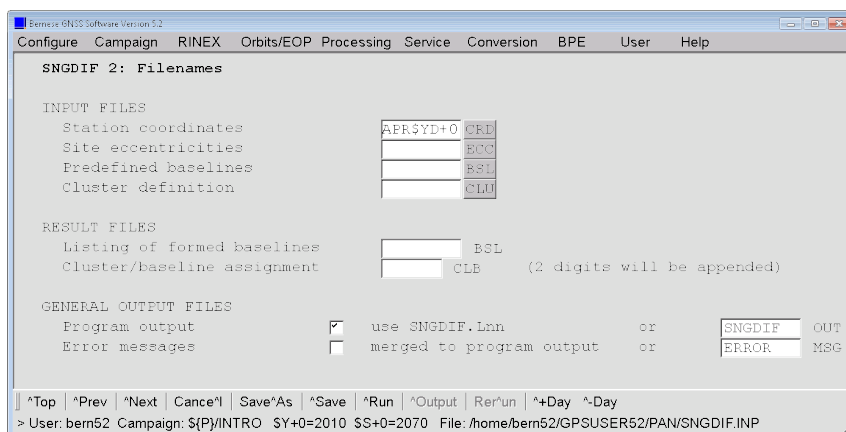 Bernese GNSS Software Version 5.2
Configure Campaign RINEX Orbits/EOP Processing Service Conversion BPE User Help
SNGDIF 2: Filenames
INPUT FILES
Station coordinates APR$YD+0 CRD
Site eccentricities ECC
Predefined baselines BSL
Cluster definition CLU
RESULT FILES
Listing of formed baselines BSL
Cluster/baseline assignment CLB (2 digits will be appended)
GENERAL OUTPUT FILES
Program output use SNGDIF.Lnn or SNGDIF OUT
Error messages merged to program output or ERROR MSG
^Top ^Prev ^Next Cance^l Save^As ^Save ^Run ^Output Rer^un ^+Day ^-Day
> User: bern52 Campaign: ${P}/INTRO $Y+0=2010 $S+0=2070 File: /home/bern52/GPSUSER52/PAN/SNGDIF.INP